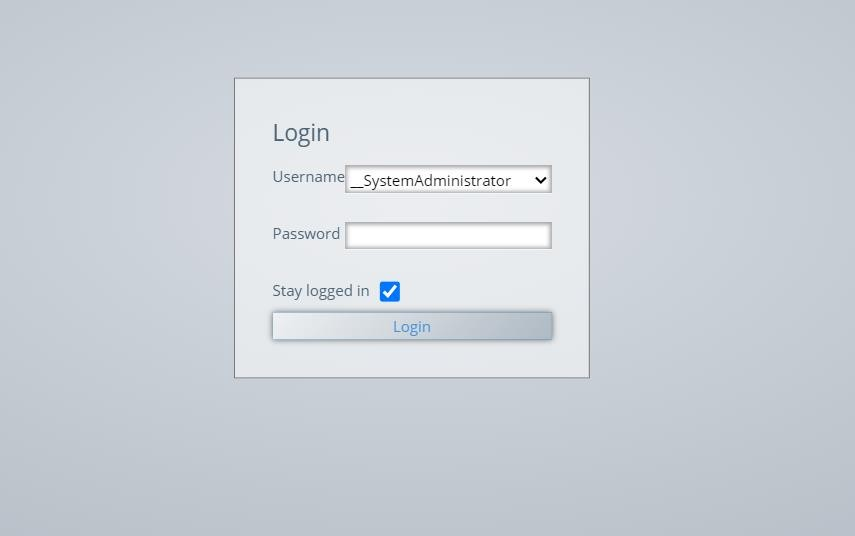 Login
Username __SystemAdministrator
Password
Stay logged in
Login